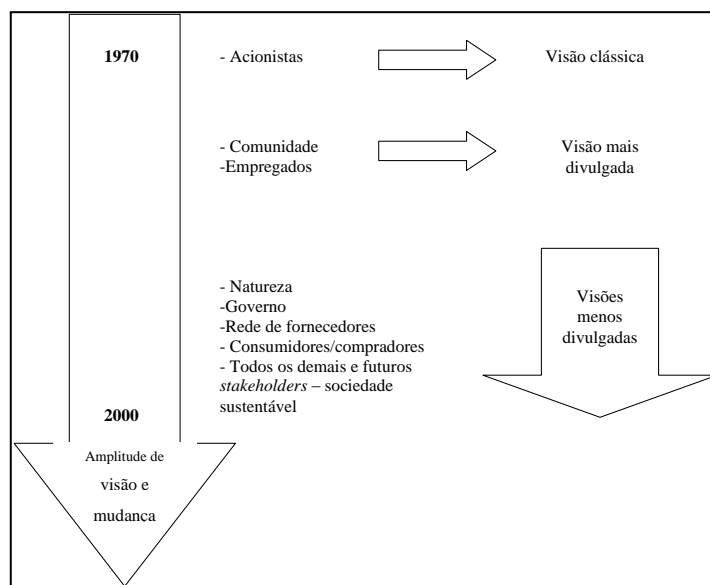 1970
- Acionistas
Visão clássica
- Comunidade
-Empregados
Visão mais
divulgada
- Natureza
-Governo
-Rede de fornecedores
- Consumidores/compradores
- Todos os demais e futuros
stakeholders – sociedade
sustentável
Visões
menos
divulgadas
2000
Amplitude de
visão e
mudança